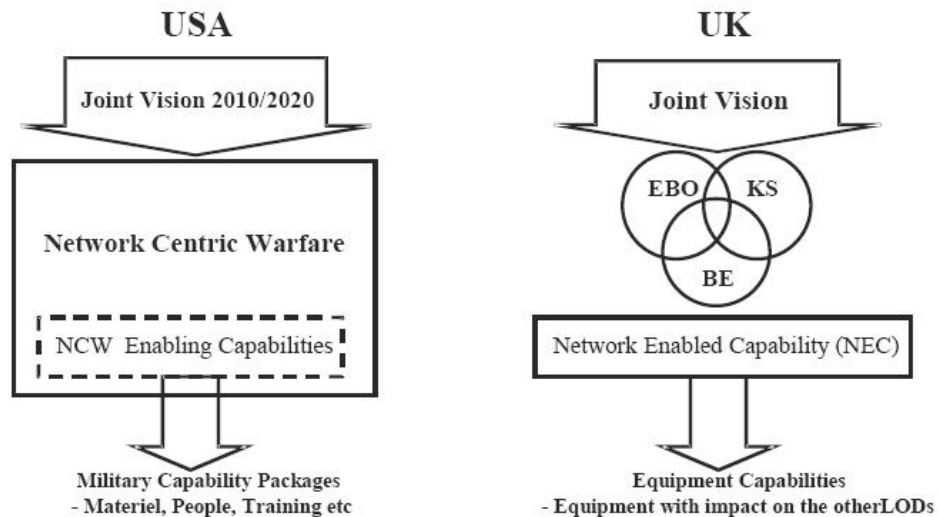 USA
Joint Vision 2010/2020
Network Centric Warfare
NCW Enabling Capabilities
Military Capability Packages
- Materiel, People, Training etc
UK
Joint Vision
EBO
KS
BE
Network Enabled Capability (NEC)
Equipment Capabilities
- Equipment with impact on the otherLODs